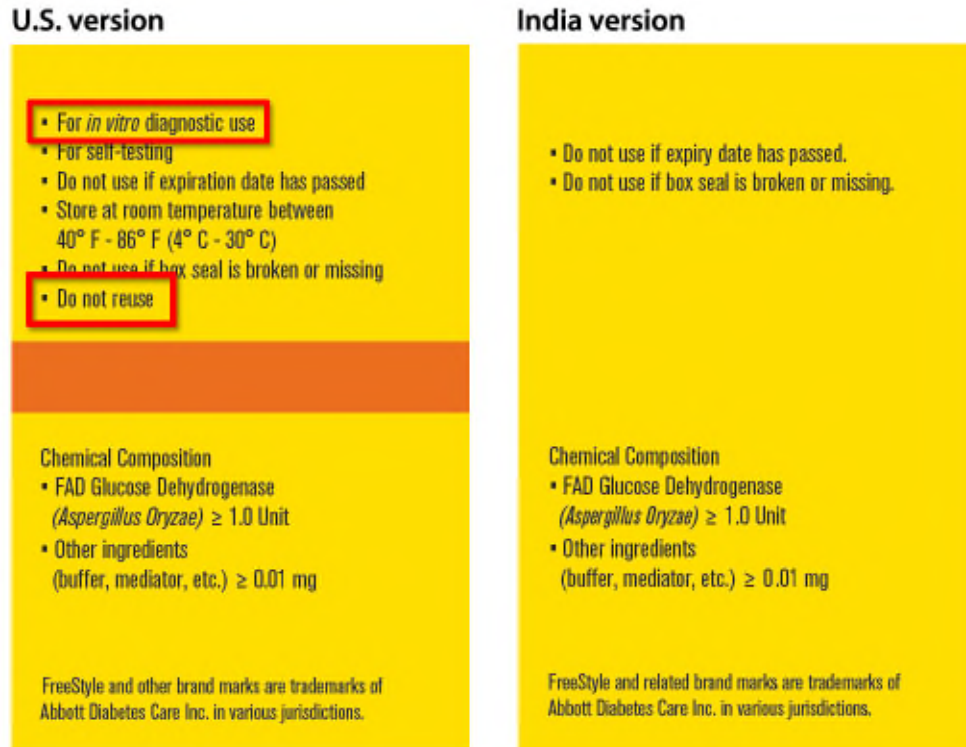 U.S. version
▪ For in vitro diagnostic use
▪ For self-testing
▪ Do not use if expiration date has passed
▪ Store at room temperature between
40° F - 86° F (4° C - 30° C)
▪ Do not use if box seal is broken or missing
▪ Do not reuse
Chemical Composition
▪ FAD Glucose Dehydrogenase
(Aspergillus Oryzae) ≥ 1.0 Unit
▪ Other ingredients
(buffer, mediator, etc.) ≥ 0.01 mg
FreeStyle and other brand marks are trademarks of
Abbott Diabetes Care Inc. in various jurisdictions.
India version
▪ Do not use if expiry date has passed.
▪ Do not use if box seal is broken or missing.
Chemical Composition
▪ FAD Glucose Dehydrogenase
(Aspergillus Oryzae) ≥ 1.0 Unit
▪ Other ingredients
(buffer, mediator, etc.) ≥ 0.01 mg
FreeStyle and related brand marks are trademarks of
Abbott Diabetes Care Inc. in various jurisdictions.